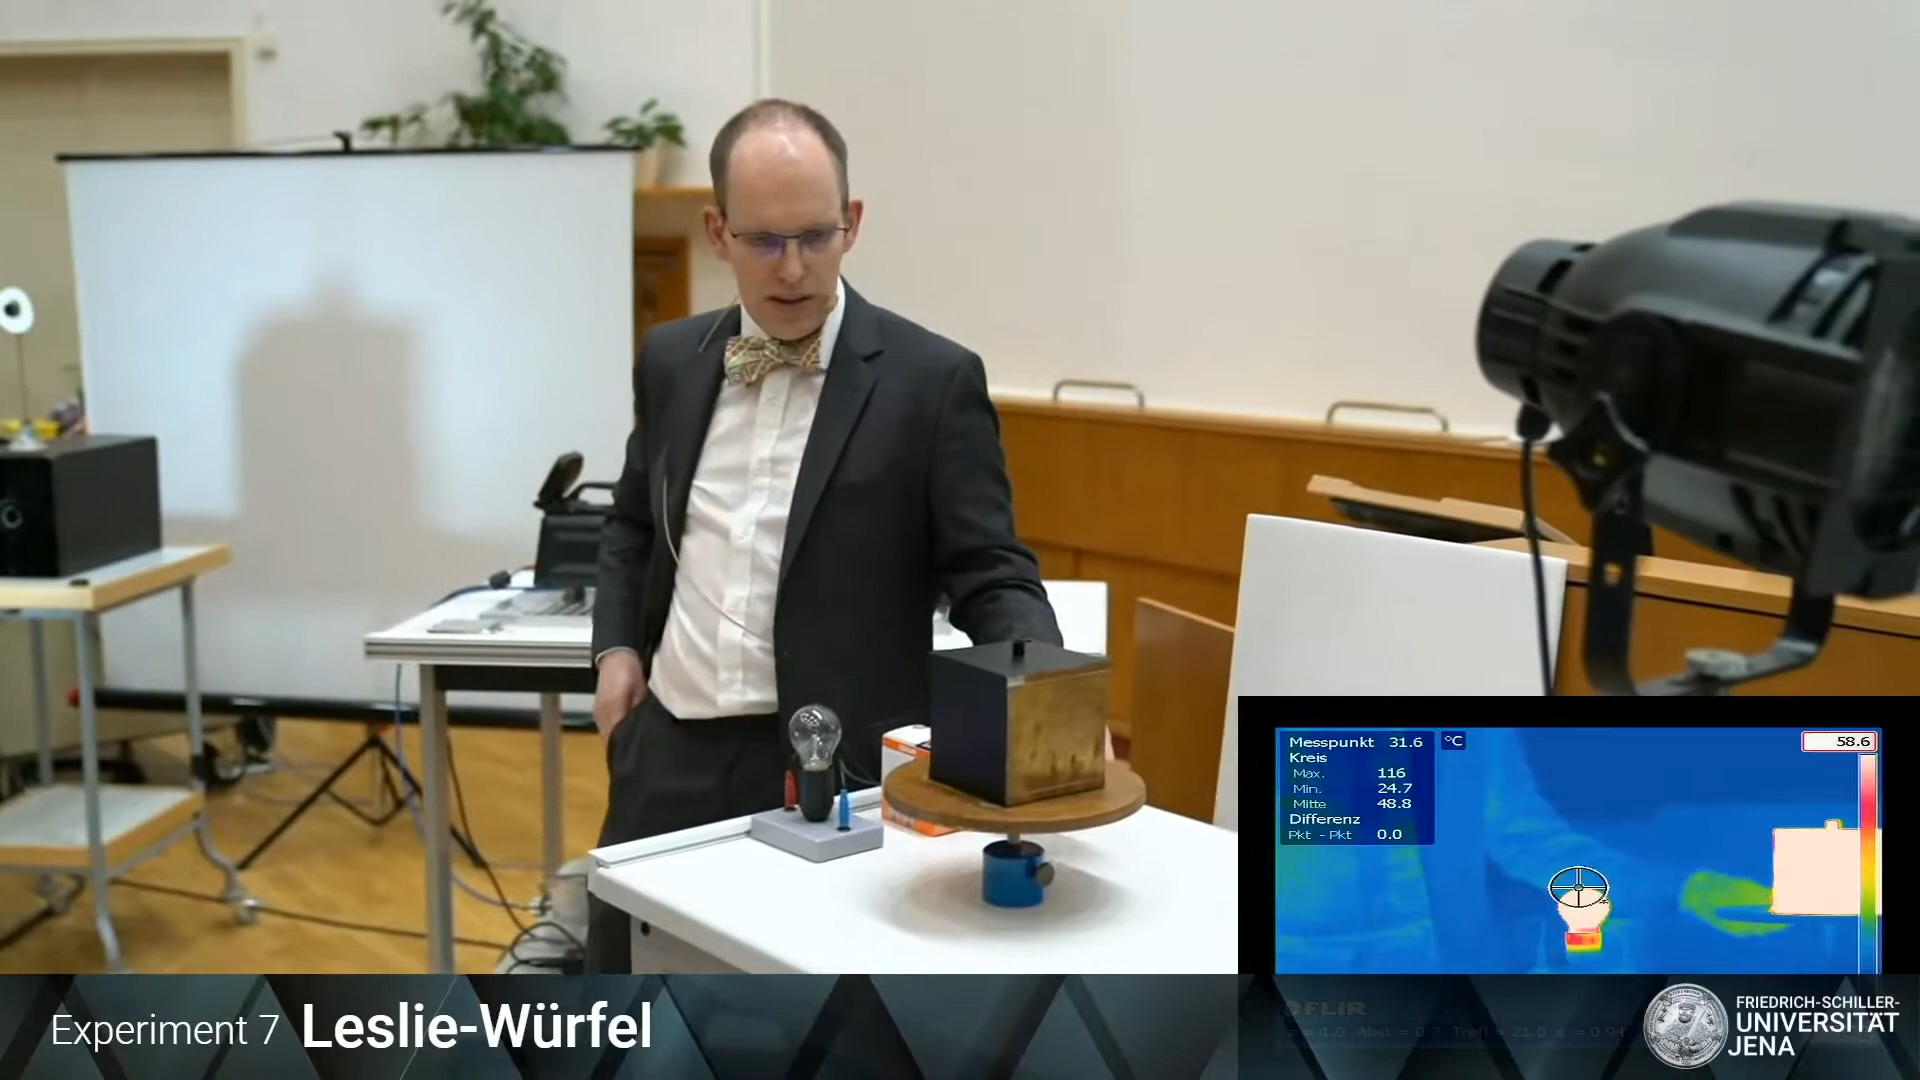 Messpunkt 31.6 °C
58.6
Kreis
Max. 116
Min. 24.7
Mitte 48.8
Differenz
Pkt - Pkt 0.0
FLIR
Experiment 7 Leslie-Würfel
FRIEDRICH-SCHILLER-
UNIVERSITÄT
JENA